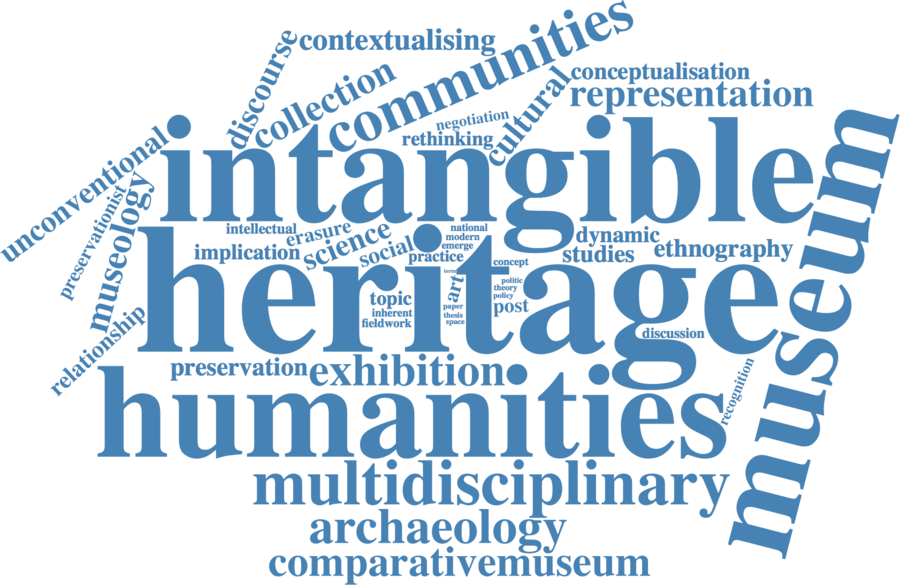 contextualising
discourse
collection
communities
cultural
conceptualisation
representation
negotiation
rethinking
unconventional
intangible
museum
preservationist
museology
intellectual
erasure
science
social
implication
national
modern
emerge
practice
dynamic
studies
ethnography
heritage
concept
term
art
politic
theory
policy
post
topic
inherent
fieldwork
paper
thesis
space
discussion
relationship
preservation
exhibition
recognition
humanities
multidisciplinary
archaeology
comparativemuseum